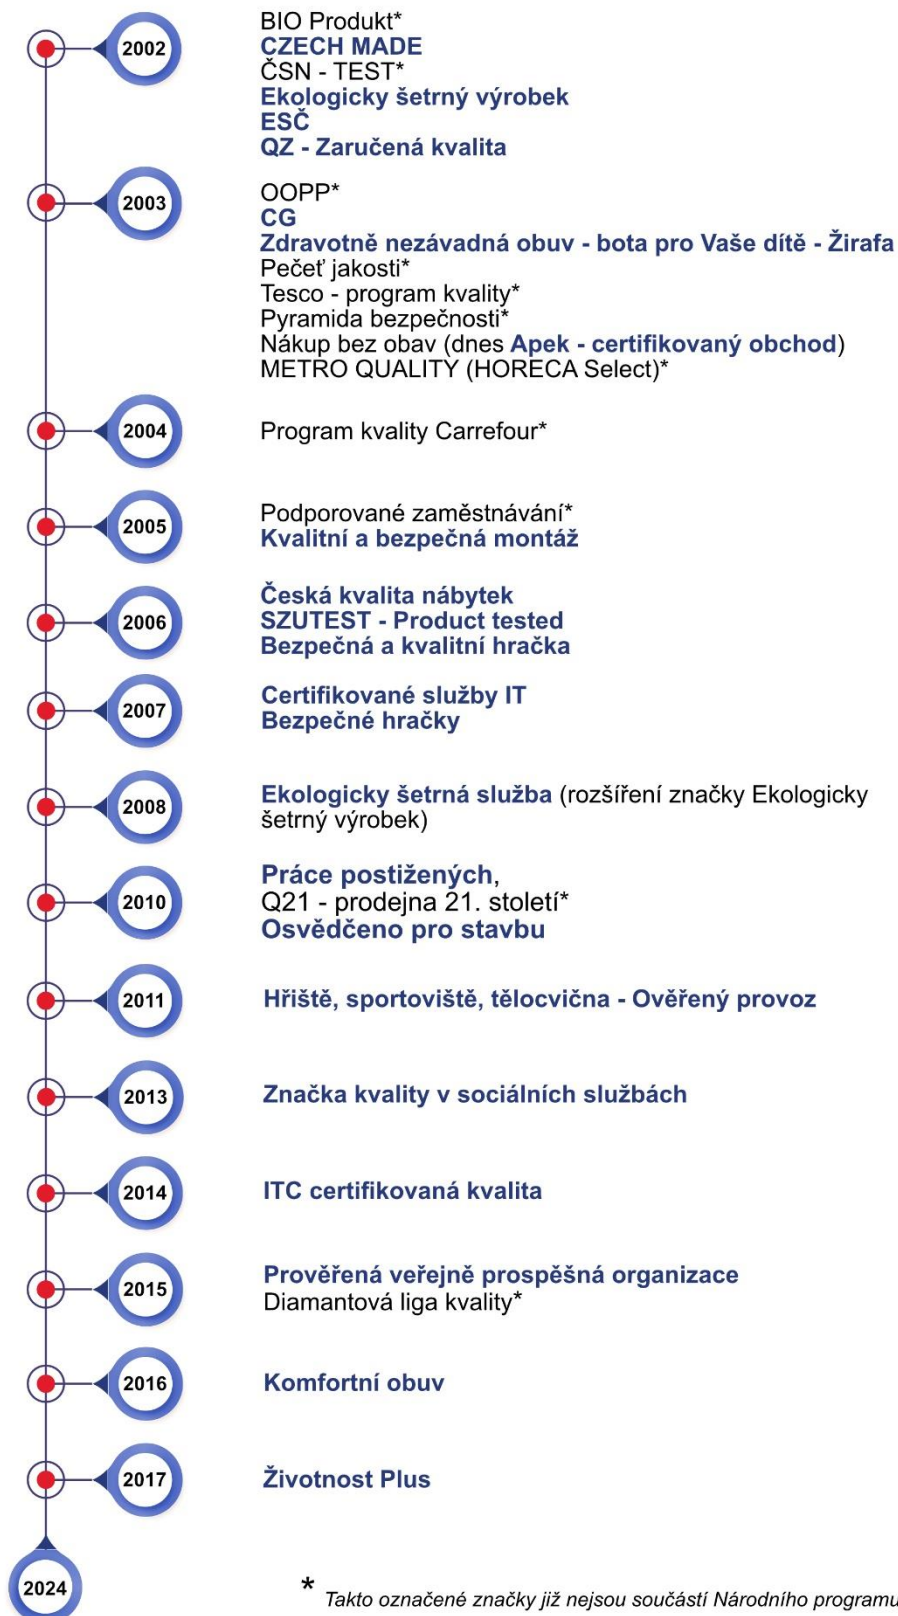 2002
BIO Produkt*
CZECH MADE
ČSN - TEST*
Ekologicky šetrný výrobek
ESČ
QZ - Zaručená kvalita
2003
OOPP*
CG
Zdravotně nezávadná obuv - bota pro Vaše dítě - Žirafa
Pečeť jakosti*
Tesco - program kvality*
Pyramida bezpečnosti*
Nákup bez obav (dnes Apek - certifikovaný obchod)
METRO QUALITY (HORECA Select)*
2004
Program kvality Carrefour*
2005
Podporované zaměstnávání*
Kvalitní a bezpečná montáž
2006
Česká kvalita nábytek
SZUTEST - Product tested
Bezpečná a kvalitní hračka
2007
Certifikované služby IT
Bezpečné hračky
2008
Ekologicky šetrná služba (rozšíření značky Ekologicky
šetrný výrobek)
2010
Práce postižených,
Q21 - prodejna 21. století*
Osvědčeno pro stavbu
2011
Hřiště, sportoviště, tělocvična - Ověřený provoz
2013
Značka kvality v sociálních službách
2014
ITC certifikovaná kvalita
2015
Prověřená veřejně prospěšná organizace
Diamantová liga kvality*
2016
Komfortní obuv
2017
Životnost Plus
2024
* Takto označené značky již nejsou součástí Národního programu